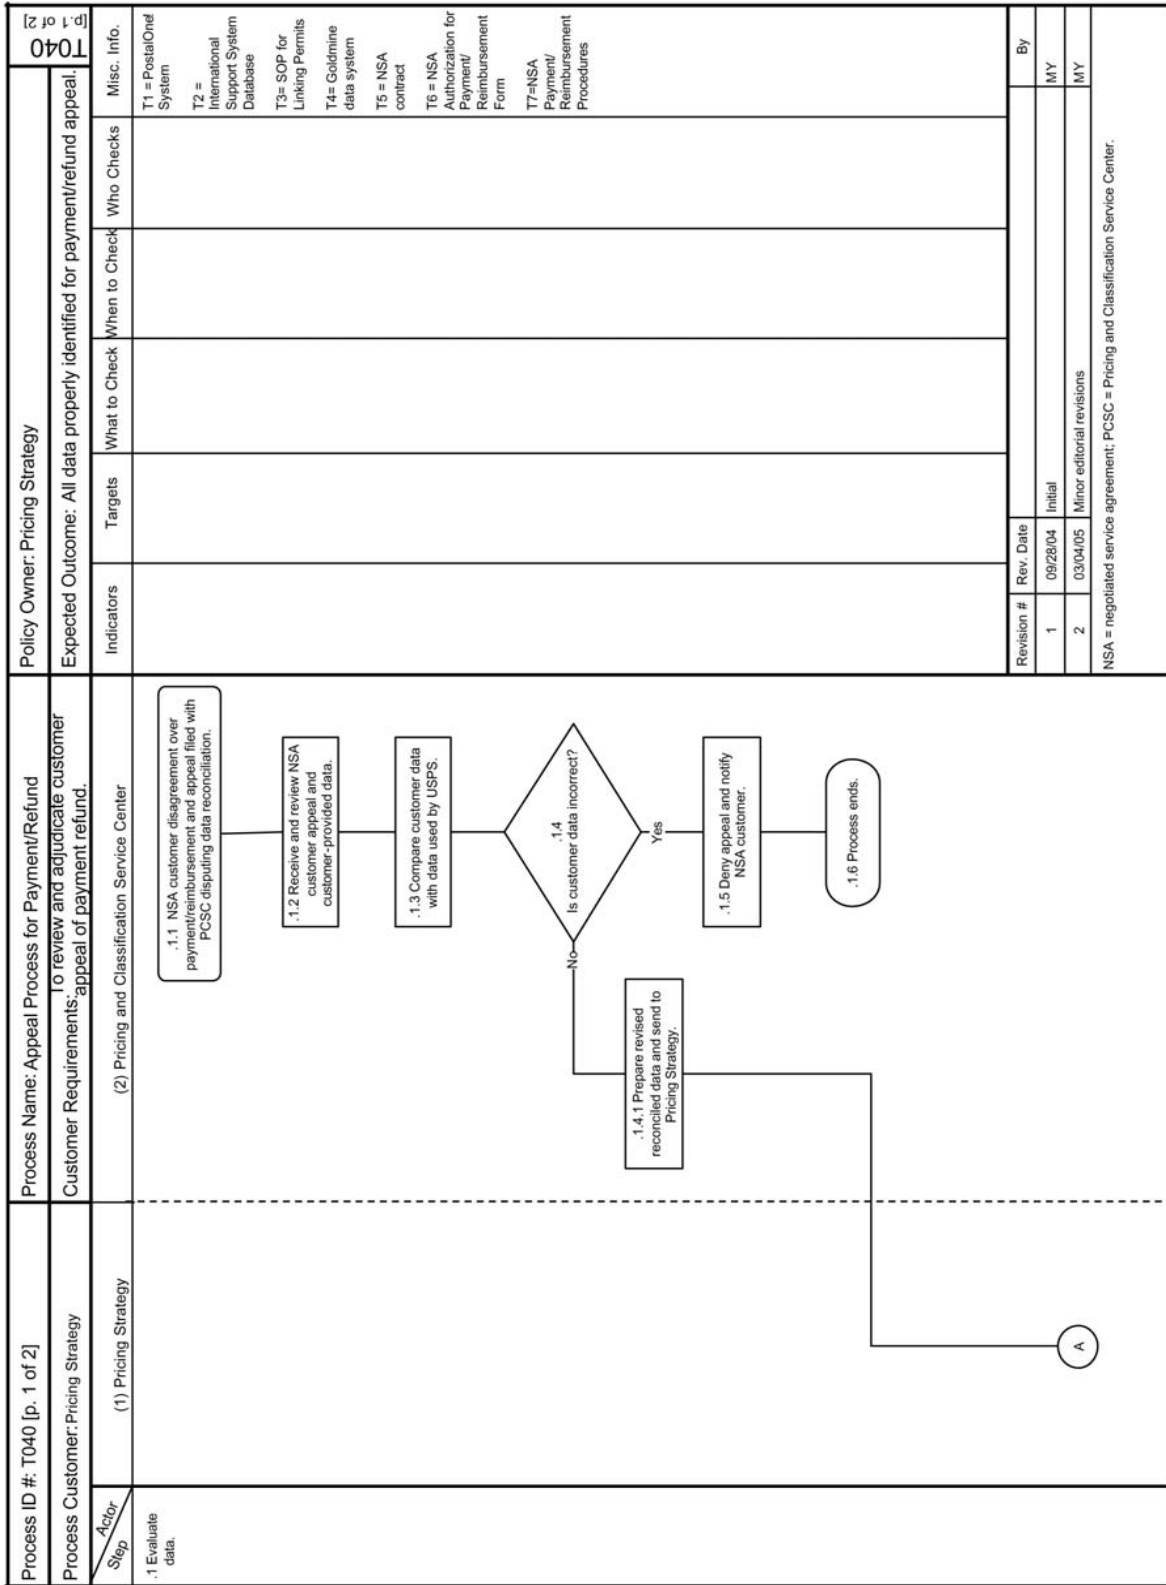 Process ID #: T040 [p. 1 of 2]
Process Name: Appeal Process for Payment/Refund
Policy Owner: Pricing Strategy
T040
[p.1 of 2]
Process Customer: Pricing Strategy
Customer Requirements: To review and adjudicate customer
appeal of payment refund.
Expected Outcome: All data properly identified for payment/refund appeal.
Actor
Step
(1) Pricing Strategy
(2) Pricing and Classification Service Center
Indicators
Targets
What to Check
When to Check
Who Checks
Misc. Info.
.1 Evaluate
data.
.1.1 NSA customer disagreement over
payment/reimbursement and appeal filed with
PCSC disputing data reconciliation.
.1.2 Receive and review NSA
customer appeal and
customer-provided data.
.1.3 Compare customer data
with data used by USPS.
.1.4
Is customer data incorrect?
No
Yes
.1.4.1 Prepare revised
reconciled data and send to
Pricing Strategy.
.1.5 Deny appeal and notify
NSA customer.
.1.6 Process ends.
A
T1 = PostalOne!
System
T2 =
International
Support System
Database
T3= SOP for
Linking Permits
T4= Goldmine
data system
T5 = NSA
contract
T6 = NSA
Authorization for
Payment/
Reimbursement
Form
T7=NSA
Payment/
Reimbursement
Procedures
Revision # Rev. Date By
1 09/28/04 Initial MY
2 03/04/05 Minor editorial revisions MY
NSA = negotiated service agreement; PCSC = Pricing and Classification Service Center.